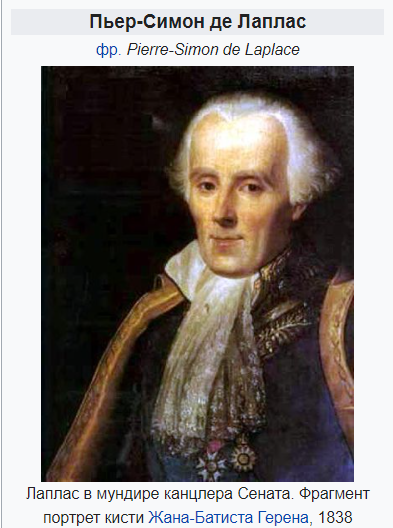 Пьер-Симон де Лаплас
фр. Pierre-Simon de Laplace
Лаплас в мундире канцлера Сената. Фрагмент
портрет кисти Жана-Батиста Герена, 1838